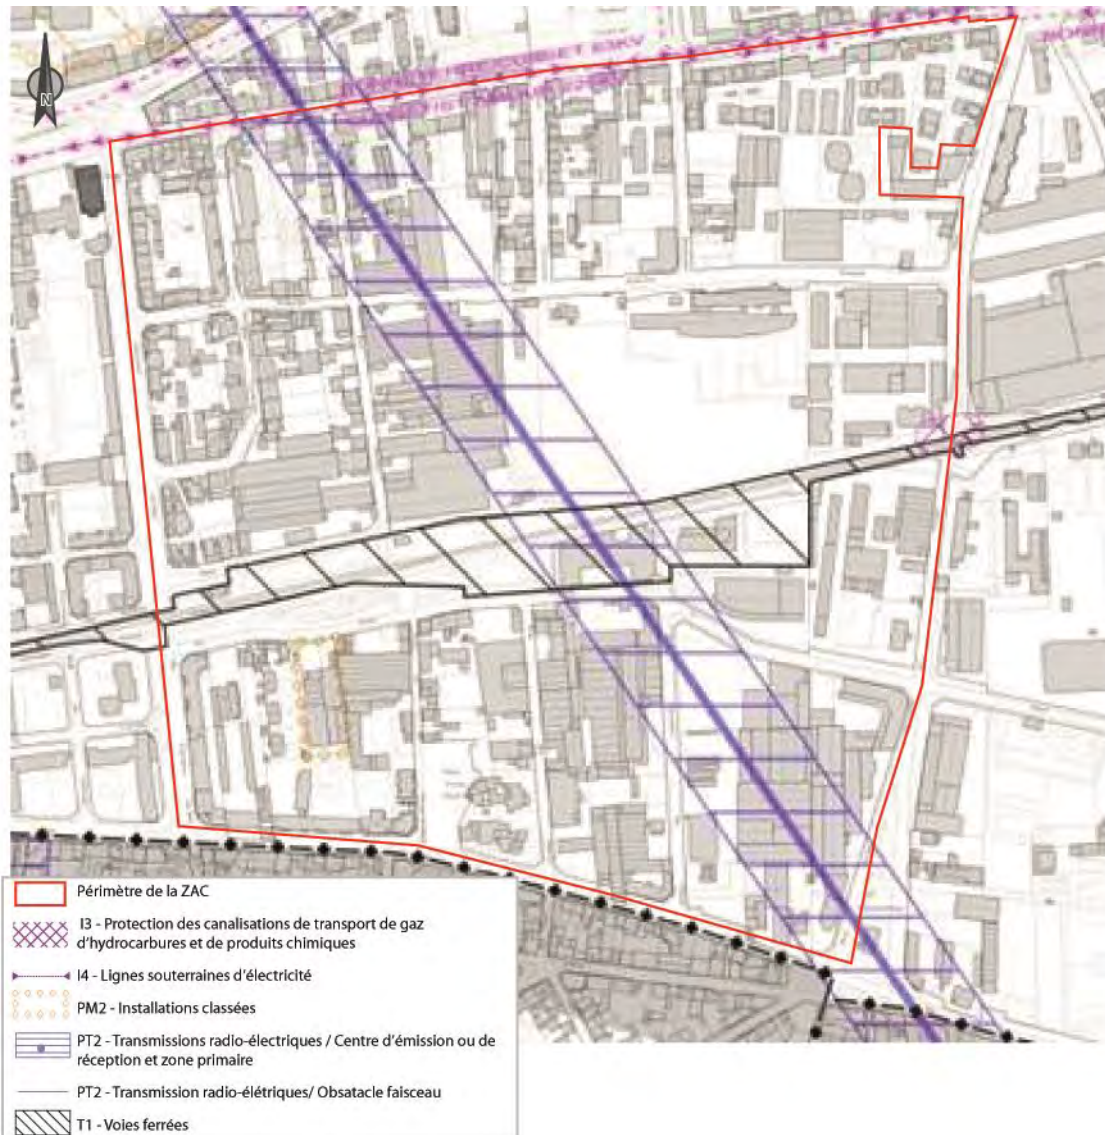 N
Périmètre de la ZAC
I3 - Protection des canalisations de transport de gaz
d'hydrocarbures et de produits chimiques
I4 - Lignes souterraines d'électricité
PM2 - Installations classées
PT2 - Transmissions radio-électriques / Centre d'émission ou de
réception et zone primaire
PT2 - Transmission radio-élétriques/ Obsatacle faisceau
T1 - Voies ferrées